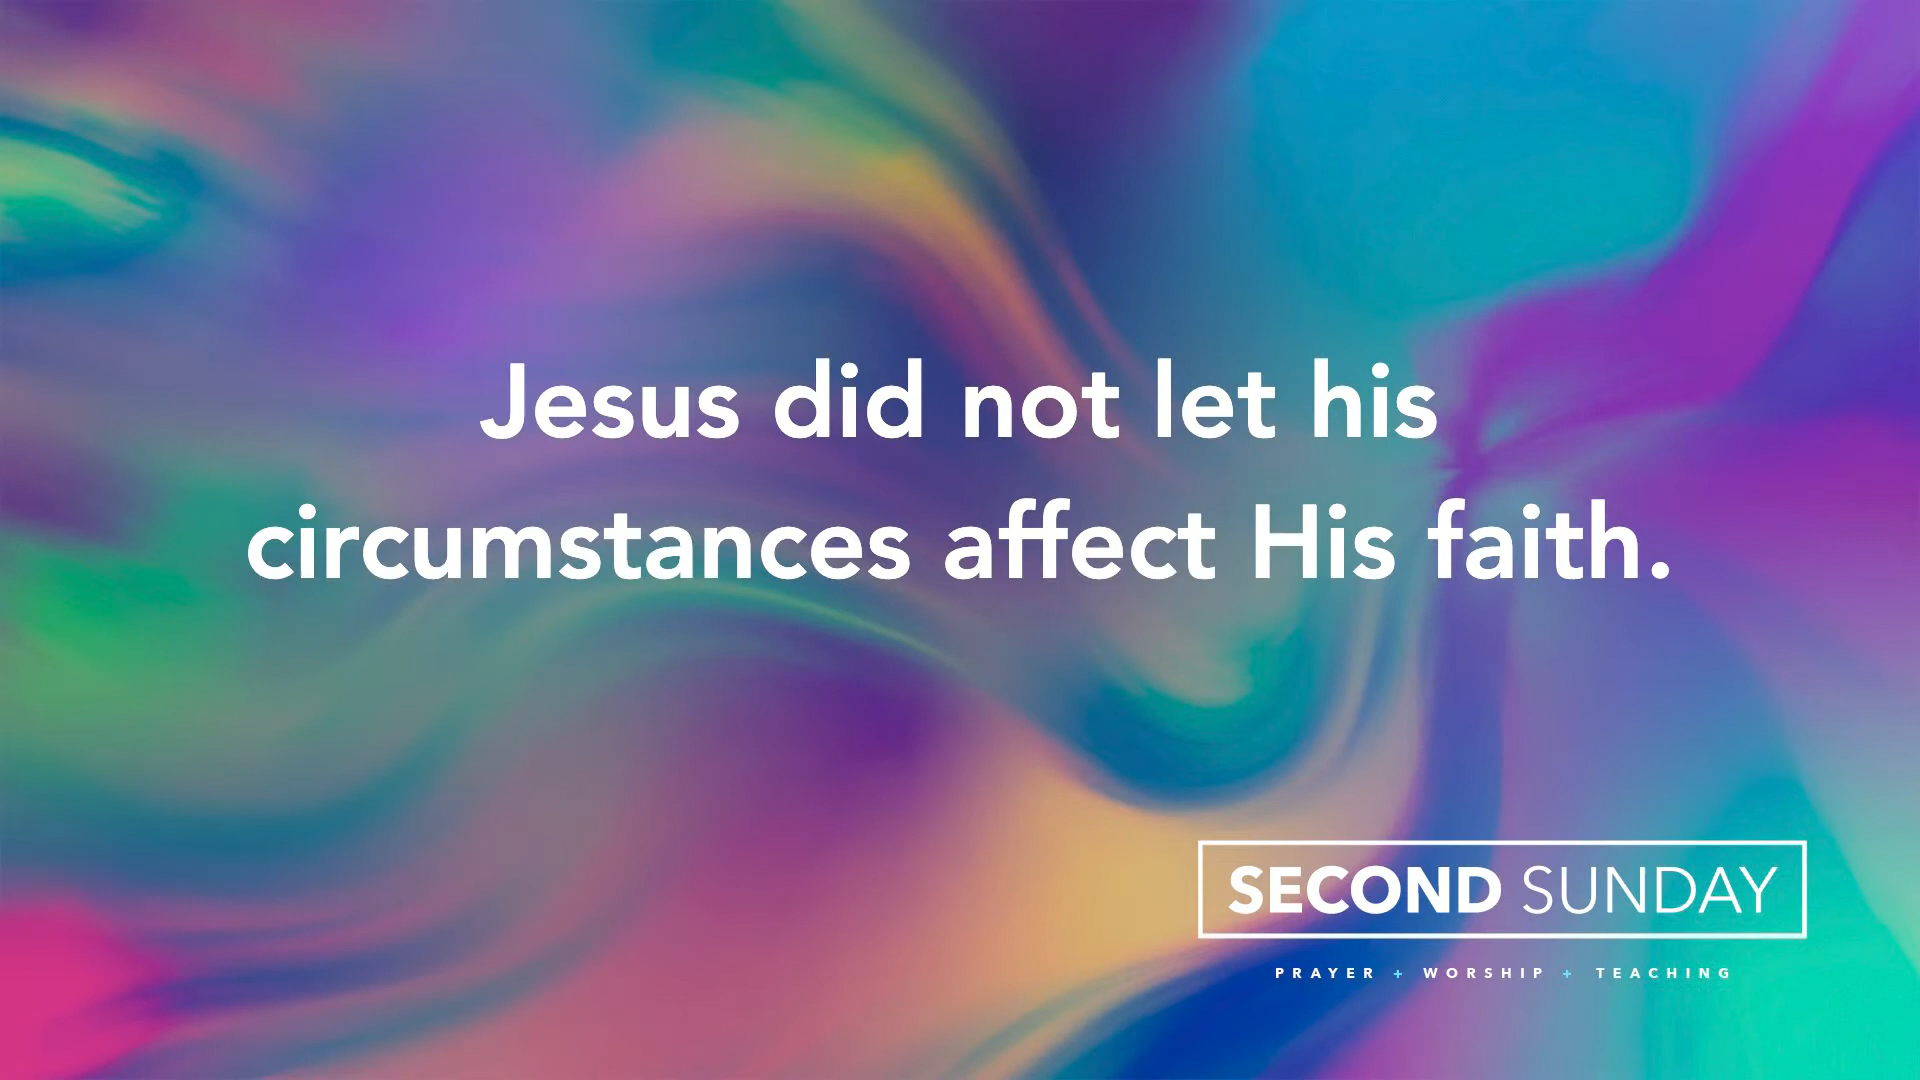 Jesus did not let his
circumstances affect His faith.
SECOND SUNDAY
PRAYER + WORSHIP + TEACHING